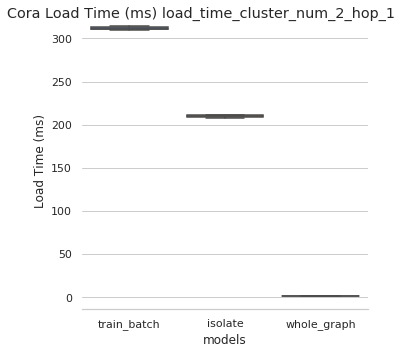 Cora Load Time (ms) load_time_cluster_num_2_hop_1
300
250
200
150
100
50
0
Load Time (ms)
train_batch
isolate
whole_graph
models